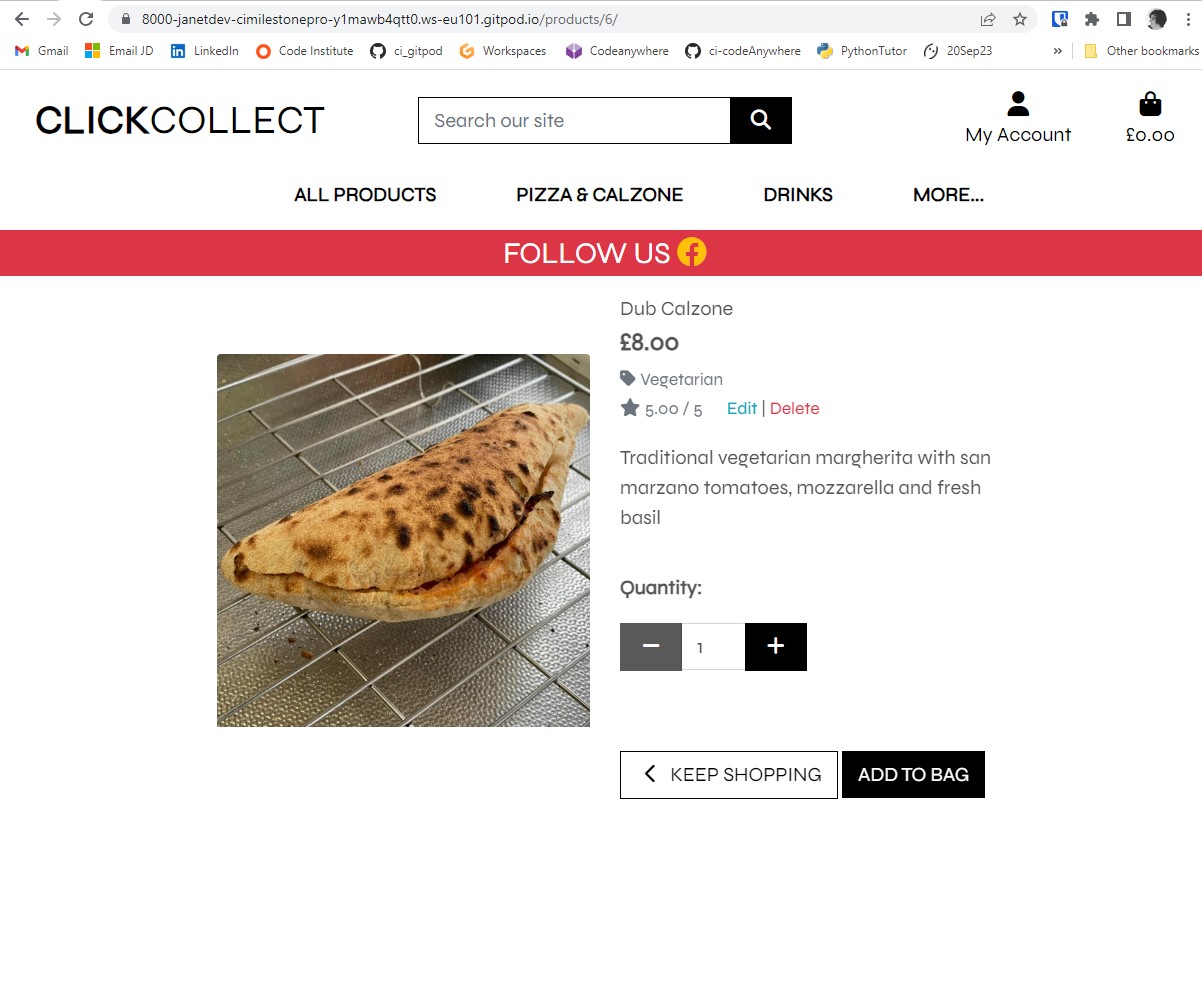 8000-janetdev-cimilestonepro-y1mawb4qtt0.ws-eu101.gitpod.io/products/6/
Gmail Email JD LinkedIn Code Institute ci_gitpod Workspaces Codeanywhere ci-codeAnywhere PythonTutor 20Sep23 » Other bookmarks
CLICKCOLLECT
Search our site
My Account
£0.00
ALL PRODUCTS PIZZA & CALZONE DRINKS MORE...
FOLLOW US
Dub Calzone
£8.00
Vegetarian
5.00 / 5 Edit | Delete
Traditional vegetarian margherita with san
marzano tomatoes, mozzarella and fresh
basil
Quantity:
1
KEEP SHOPPING ADD TO BAG